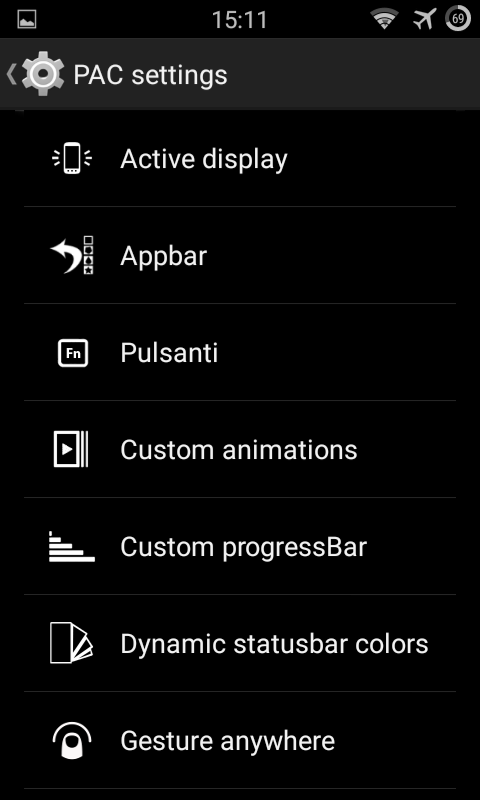 15:11
69
PAC settings
Active display
Appbar
Fn
Pulsanti
Custom animations
Custom progressBar
Dynamic statusbar colors
Gesture anywhere